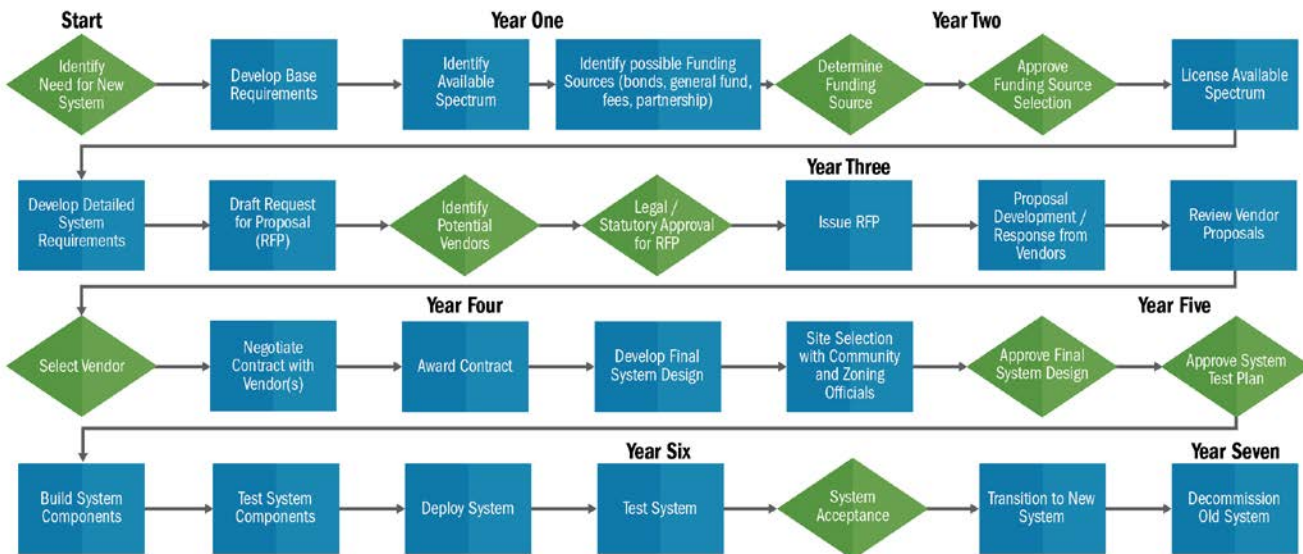 Start
Year One
Year Two
Identify
Need for New
System
Develop Base
Requirements
Identify
Available
Spectrum
Identify possible Funding
Sources (bonds, general fund,
fees, partnership)
Determine
Funding
Source
Approve
Funding Source
Selection
License Available
Spectrum
Year Three
Develop Detailed
System
Requirements
Draft Request
for Proposal
(RFP)
Identify
Potential
Vendors
Legal /
Statutory Approval
for RFP
Issue RFP
Proposal
Development /
Response from
Vendors
Review Vendor
Proposals
Year Four
Year Five
Select Vendor
Negotiate
Contract with
Vendor(s)
Award Contract
Develop Final
System Design
Site Selection
with Community
and Zoning
Officials
Approve Final
System Design
Approve System
Test Plan
Year Six
Year Seven
Build System
Components
Test System
Components
Deploy System
Test System
System
Acceptance
Transition to New
System
Decommission
Old System